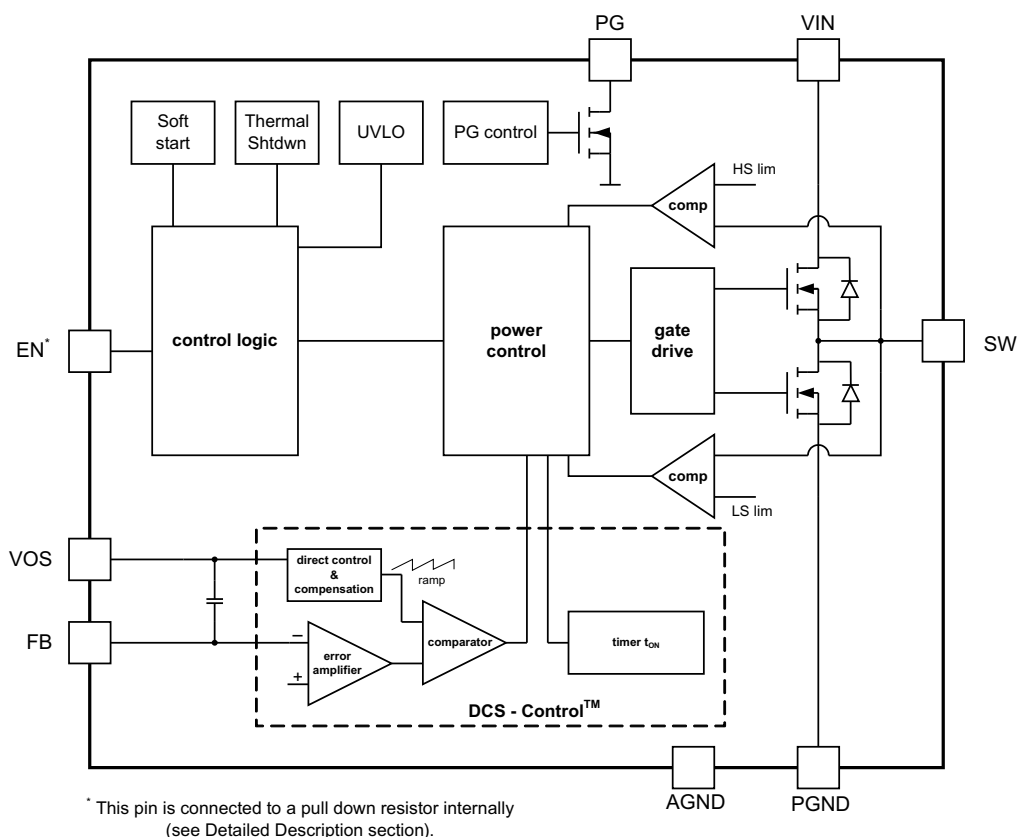 PG
VIN
Soft
start
Thermal
Shtdwn
UVLO
PG control
HS lim
comp
control logic
power
control
gate
drive
EN*
SW
comp
LS lim
VOS
direct control
&
compensation
ramp
FB
−
+
error
amplifier
comparator
timer tON
DCS - Control™
AGND
PGND
* This pin is connected to a pull down resistor internally
(see Detailed Description section).